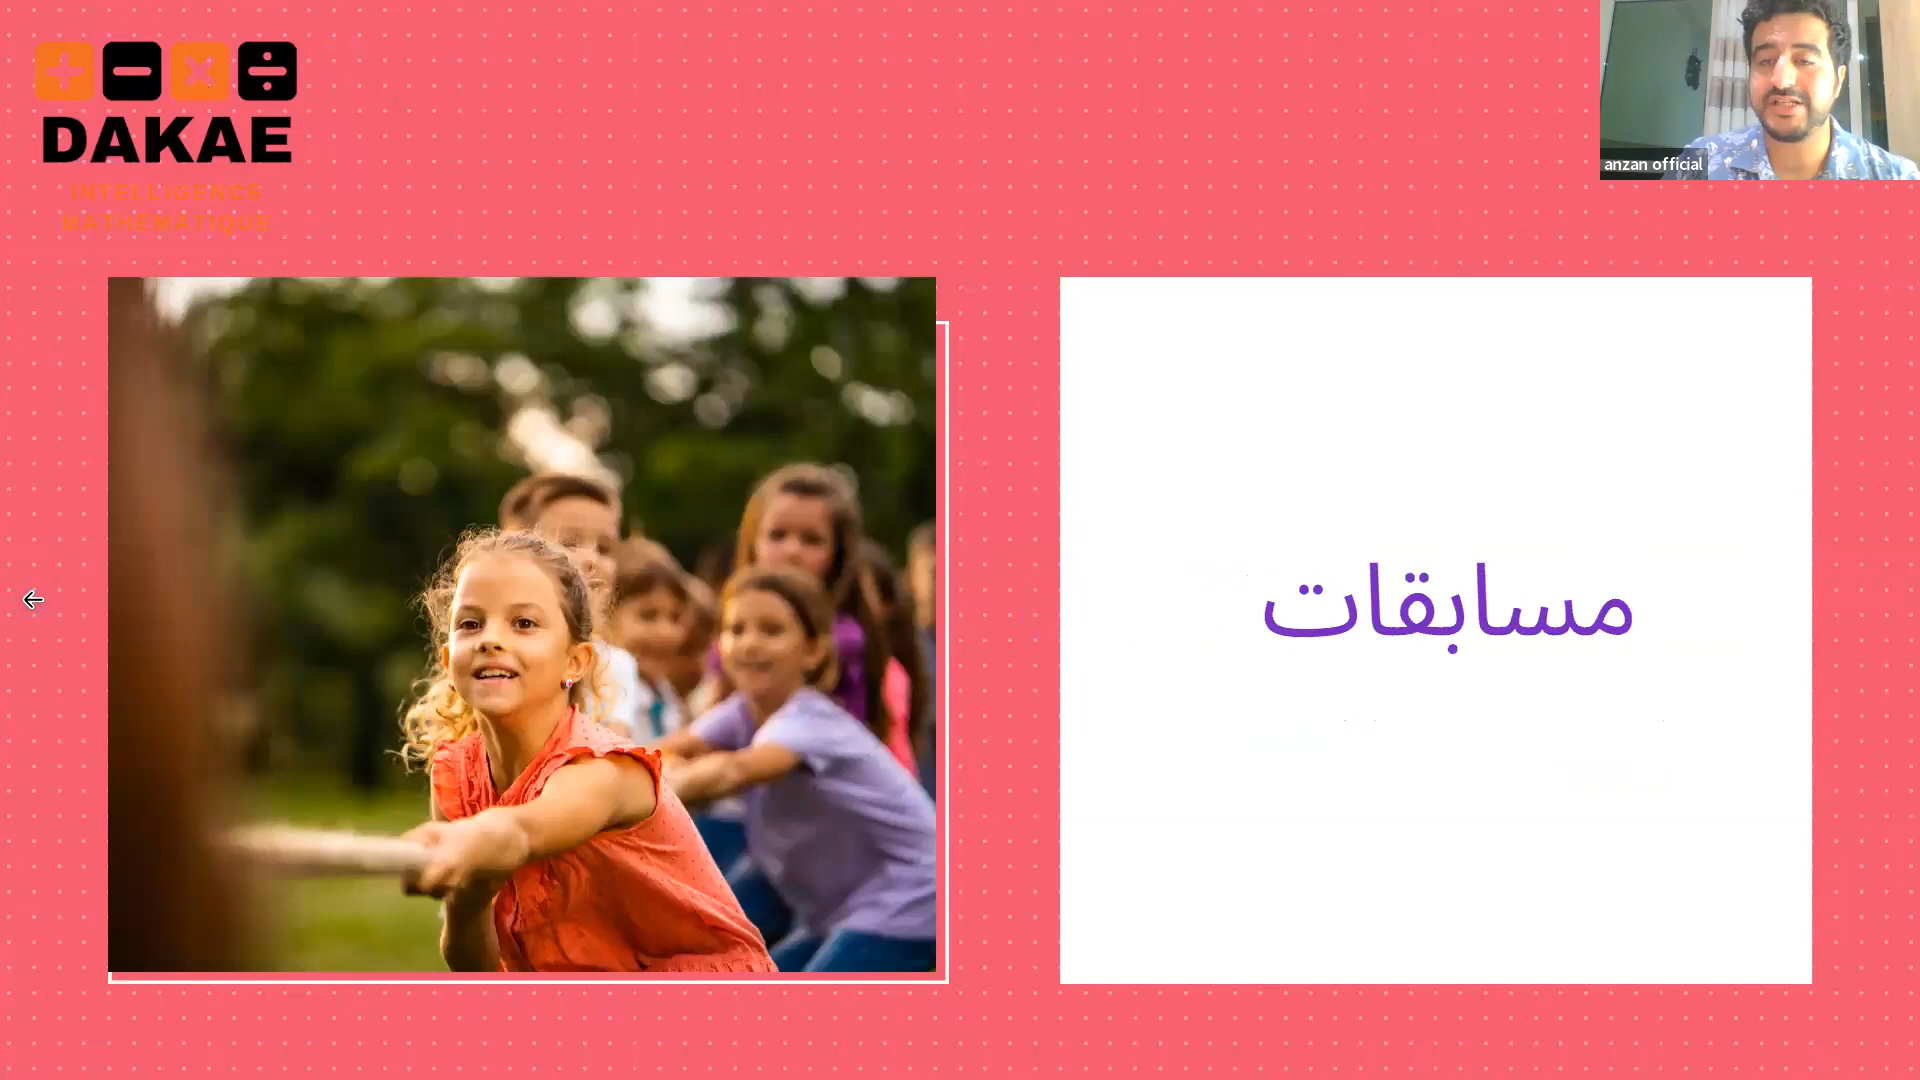 DAKAE
INTELLIGENCE
MATHÉMATIQUE
anzan official
مسابقات